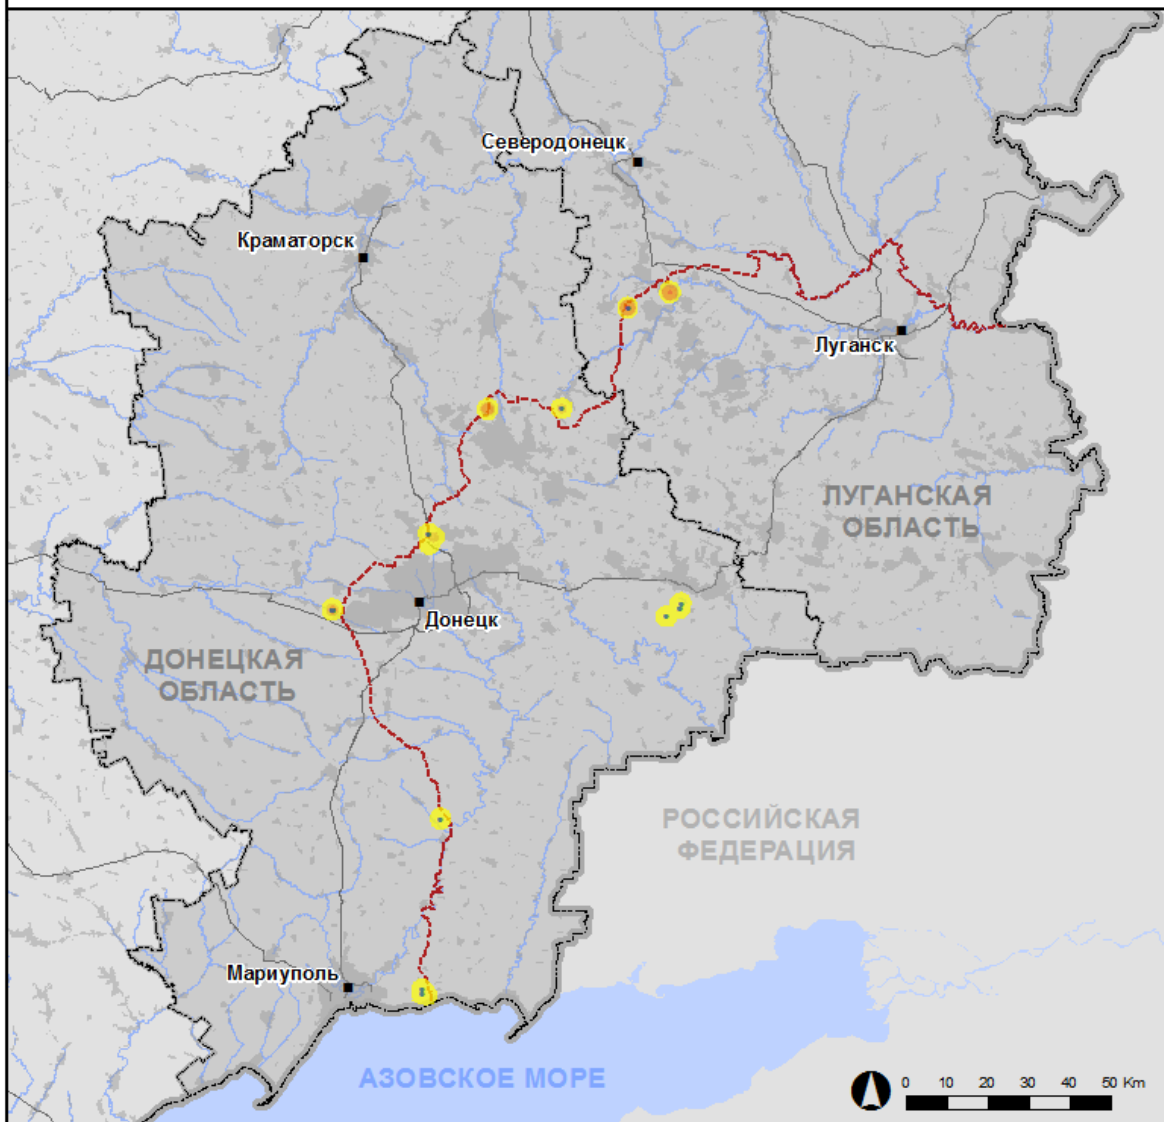 Северодонецк
Краматорск
Луганск
ЛУГАНСКАЯ
ОБЛАСТЬ
Донецк
ДОНЕЦКАЯ
ОБЛАСТЬ
РОССИЙСКАЯ
ФЕДЕРАЦИЯ
Мариуполь
АЗОВСКОЕ МОРЕ
0 10 20 30 40 50 Km